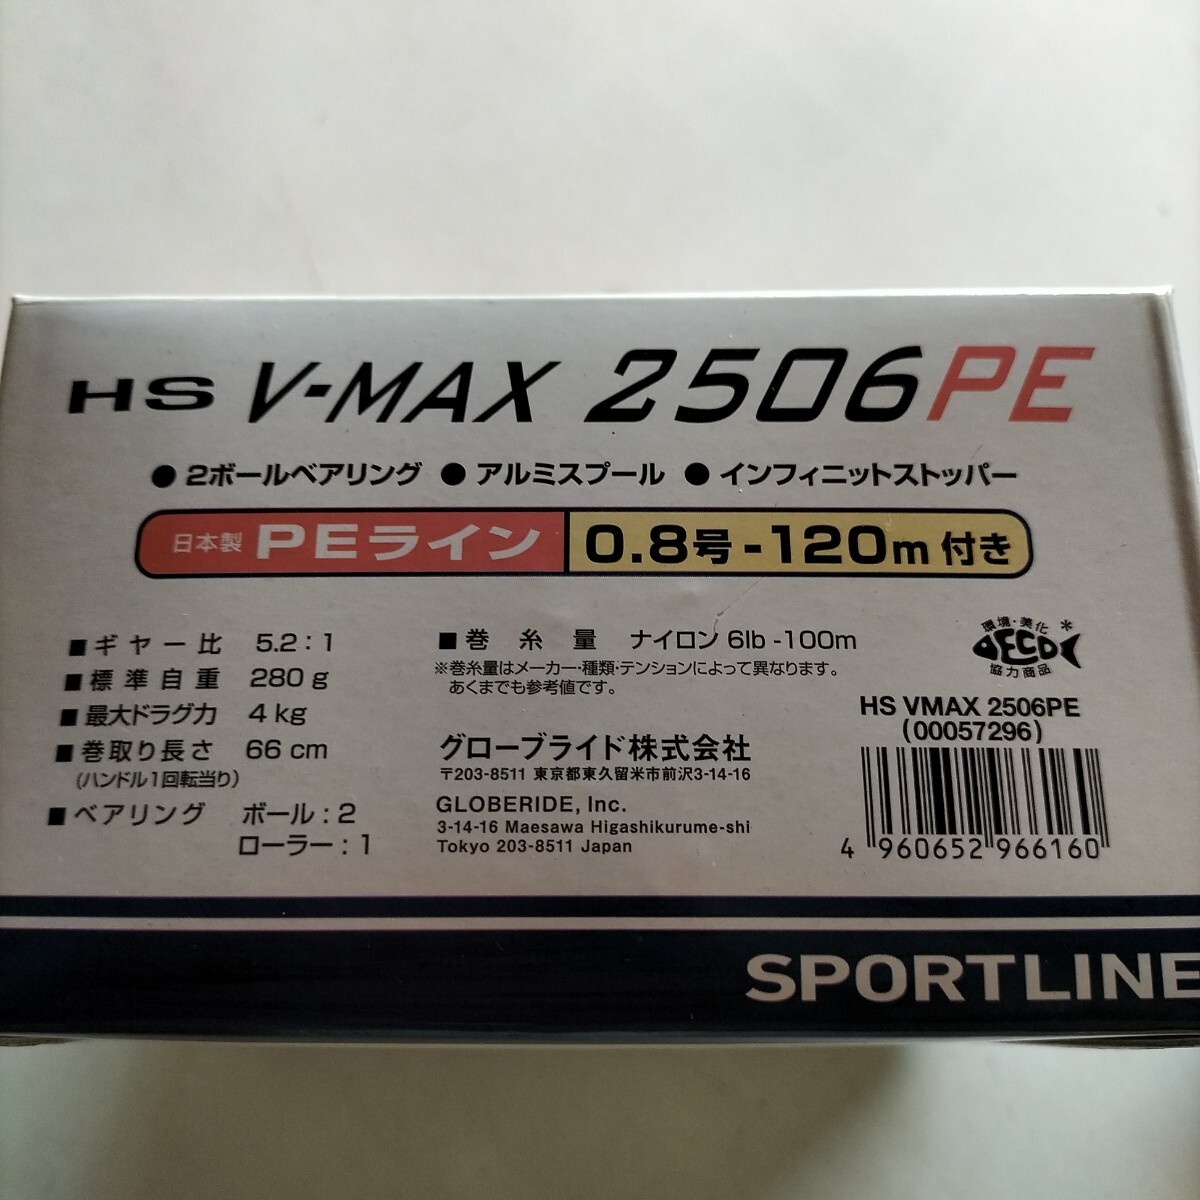 HS V-MAX 2506PE
● 2ボールベアリング ● アルミスプール ● インフィニットストッパー
日本製 PEライン 0.8号-120m 付き
■ ギヤー比 5.2:1
■ 標準自重 280g
■ 最大ドラグ力 4kg
■ 巻取り長さ 66cm
(ハンドル1回転当り)
■ ベアリング ボール:2
ローラー:1
■ 巻糸量 ナイロン 6lb-100m
※巻糸量はメーカー・種類・テンションによって異なります。
あくまでも参考値です。
グローブライド株式会社
〒203-8511 東京都東久留米市前沢3-14-16
GLOBERIDE, Inc.
3-14-16 Maesawa Higashikurume-shi
Tokyo 203-8511 Japan
環境・美化*
DECO
協力商品
HS VMAX 2506PE
(00057296)
4 960652 966160
SPORTLINE